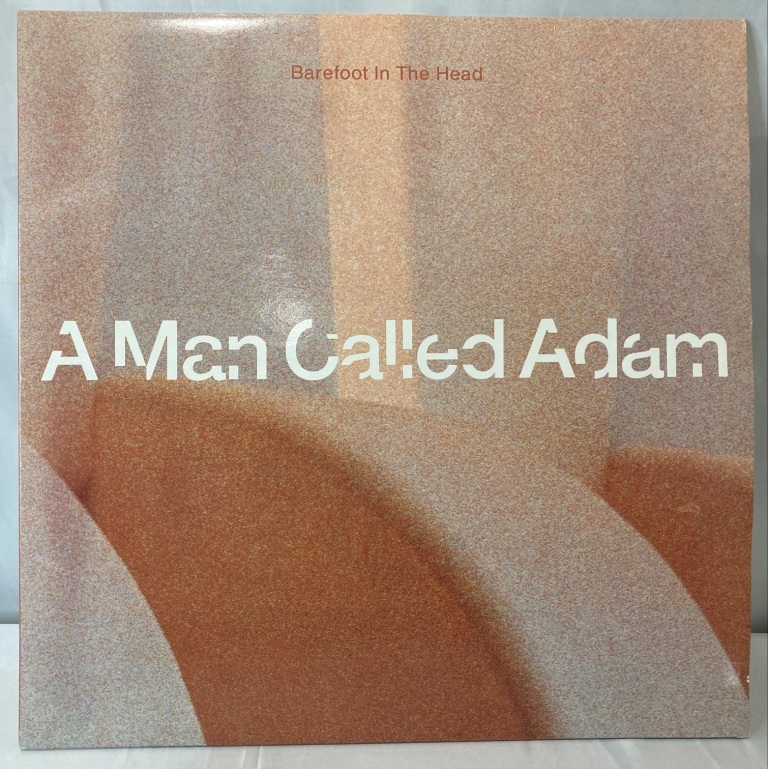 Barefoot In The Head
A Man Called Adam